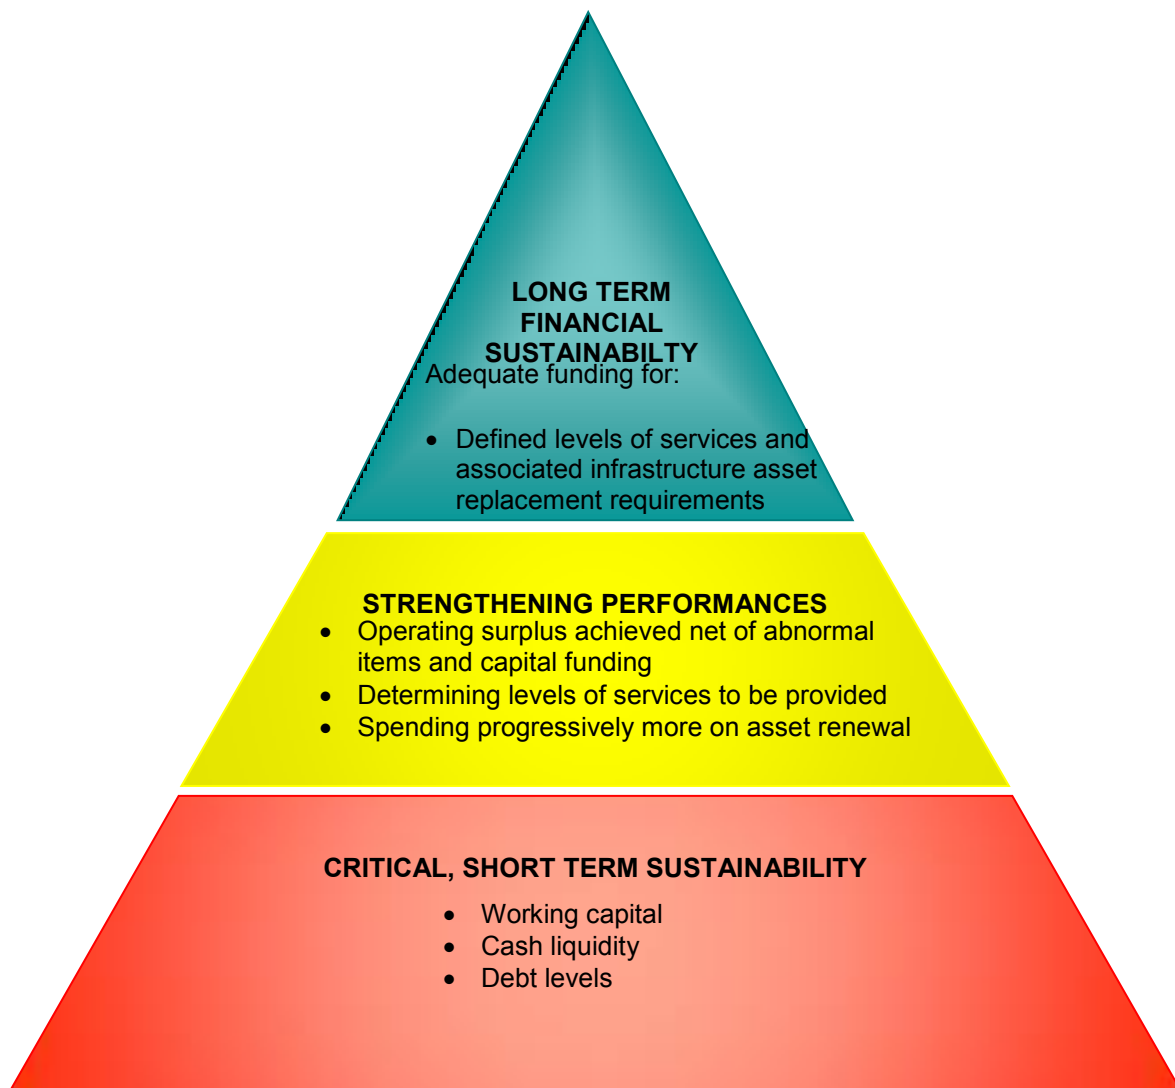 LONG TERM
FINANCIAL
SUSTAINABILTY
Adequate funding for:
• Defined levels of services and
associated infrastructure asset
replacement requirements
STRENGTHENING PERFORMANCES
• Operating surplus achieved net of abnormal
items and capital funding
• Determining levels of services to be provided
• Spending progressively more on asset renewal
CRITICAL, SHORT TERM SUSTAINABILITY
• Working capital
• Cash liquidity
• Debt levels